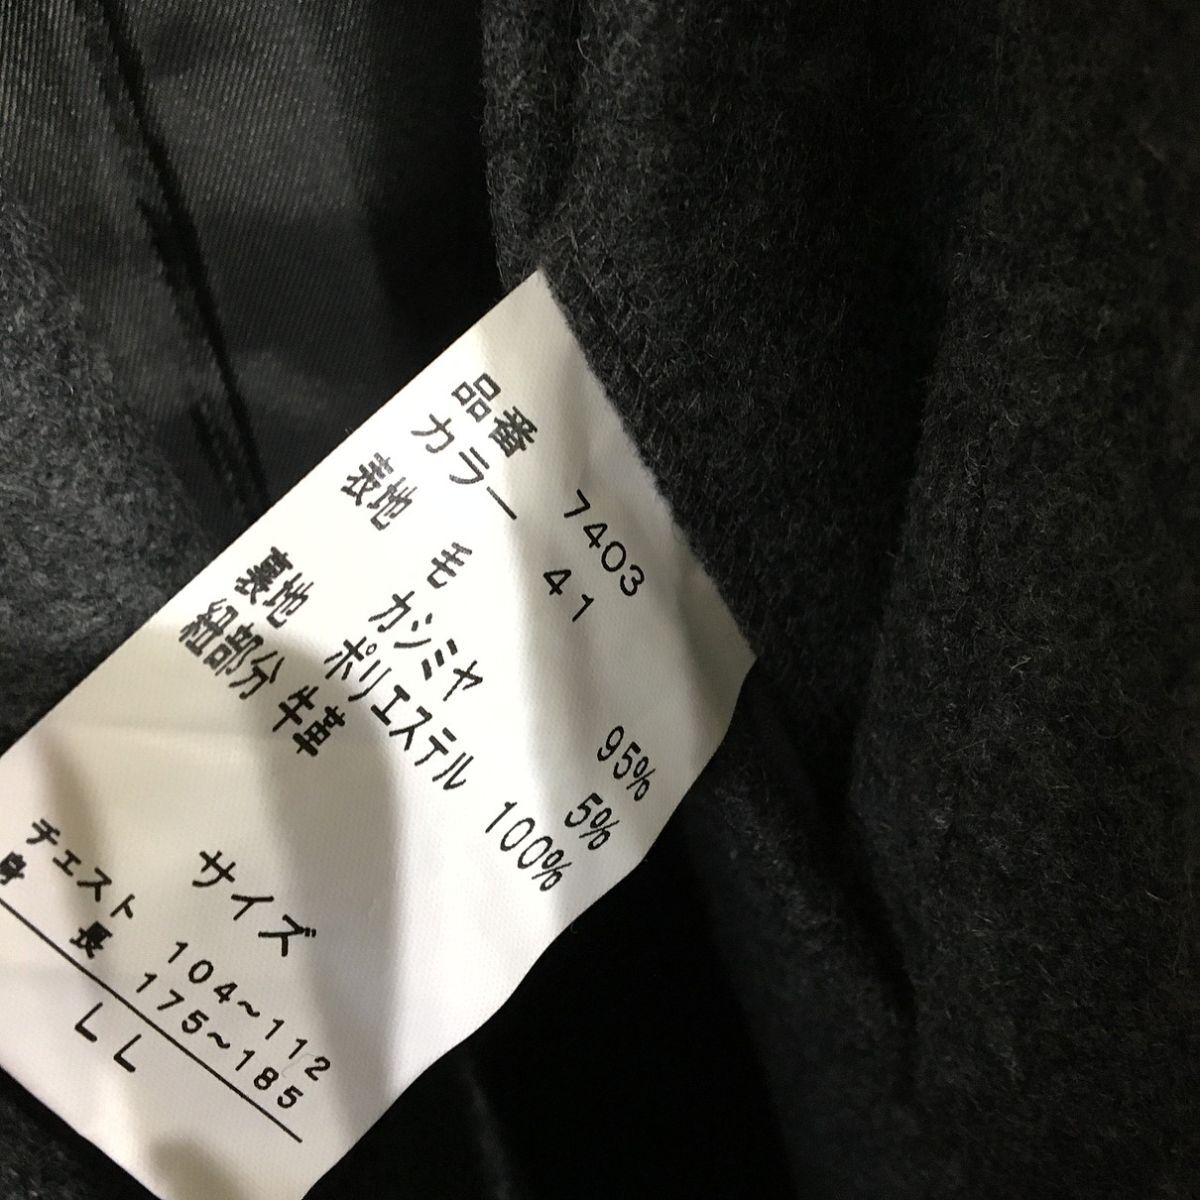 品番 7403
カラー 41
表地 毛 95%
カシミヤ 5%
裏地 ポリエステル 100%
紐部分 牛革
サイズ
チェスト 104~112
身長 175~185
LL